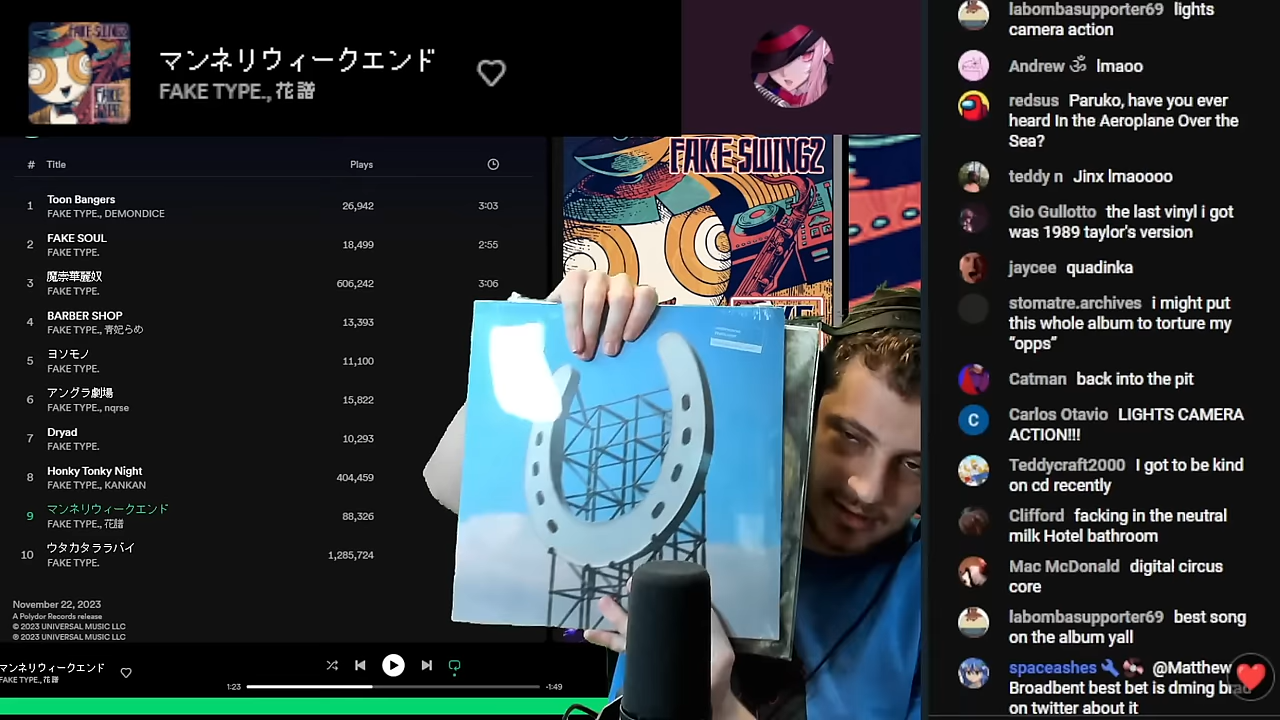 マンネリウィークエンド
FAKE TYPE., 花譜
# Title Plays
1 Toon Bangers 26,942 3:03
FAKE TYPE., DEMONDICE
2 FAKE SOUL 18,499 2:55
FAKE TYPE.
3 魔崇華麗奴 606,242 3:06
FAKE TYPE.
4 BARBER SHOP 13,393
FAKE TYPE., 青妃らめ
5 ヨソモノ 11,100
FAKE TYPE.
6 アングラ劇場 15,822
FAKE TYPE., nqrse
7 Dryad 10,293
FAKE TYPE.
8 Honky Tonky Night 404,459
FAKE TYPE., KANKAN
9 マンネリウィークエンド 88,326
FAKE TYPE., 花譜
10 ウタカタララバイ 1,285,724
FAKE TYPE.
November 22, 2023
A Polydor Records release
© 2023 UNIVERSAL MUSIC LLC
℗ 2023 UNIVERSAL MUSIC LLC
マンネリウィークエンド
FAKE TYPE., 花譜
1:23 -1:49
FAKE SWINGZ
FAKE SWING
FAKE
labombasupporter69 lights
camera action
Andrew ॐ lmaoo
redsus Paruko, have you ever
heard In the Aeroplane Over the
Sea?
teddy n Jinx lmaoooo
Gio Gullotto the last vinyl i got
was 1989 taylor's version
jaycee quadinka
stomatre.archives i might put
this whole album to torture my
“opps”
Catman back into the pit
C Carlos Otavio LIGHTS CAMERA
ACTION!!!
Teddycraft2000 I got to be kind
on cd recently
Clifford facking in the neutral
milk Hotel bathroom
Mac McDonald digital circus
core
labombasupporter69 best song
on the album yall
spaceashes @Matthew
Broadbent best bet is dming brad
on twitter about it